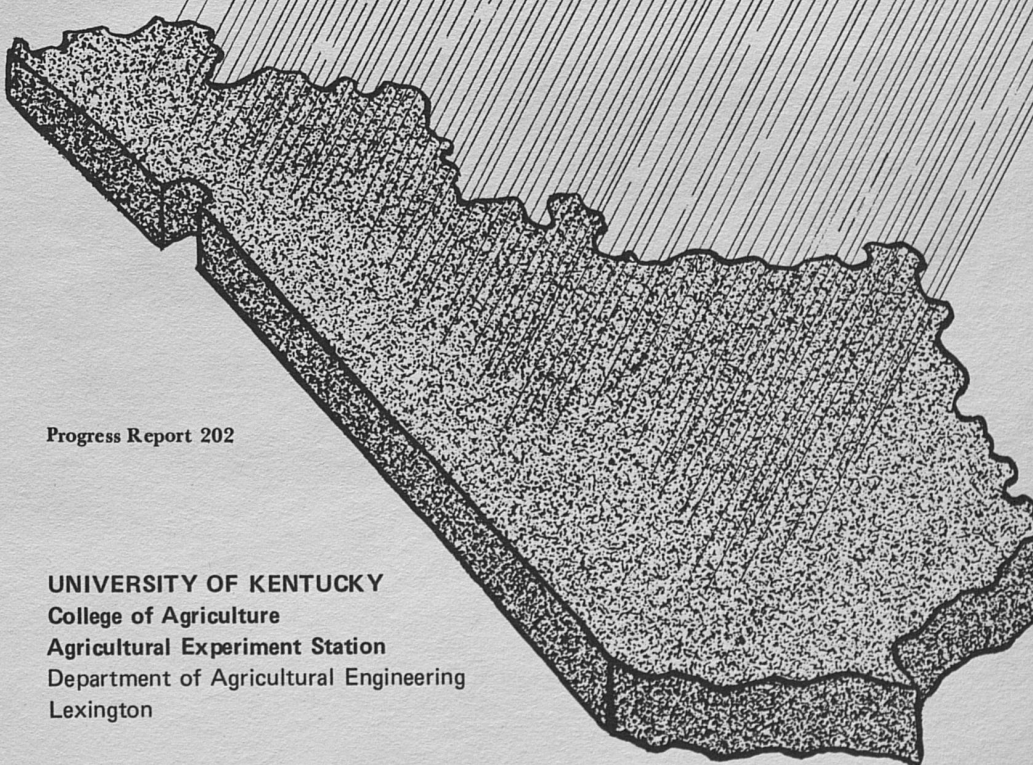 Progress Report 202
UNIVERSITY OF KENTUCKY
College of Agriculture
Agricultural Experiment Station
Department of Agricultural Engineering
Lexington